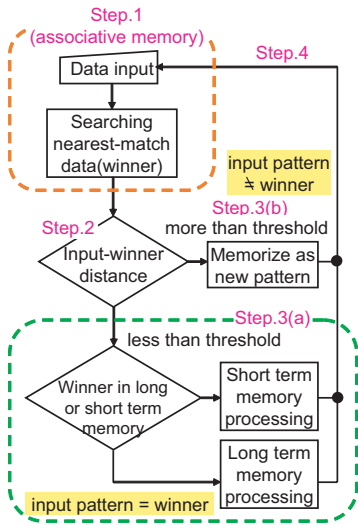 Step.1
(associative memory)
Step.4
Data input
Searching
nearest-match
data(winner)
input pattern
≠ winner
Step.2
Step.3(b)
more than threshold
Input-winner
distance
Memorize as
new pattern
Step.3(a)
less than threshold
Winner in long
or short term
memory
Short term
memory
processing
Long term
memory
processing
input pattern = winner